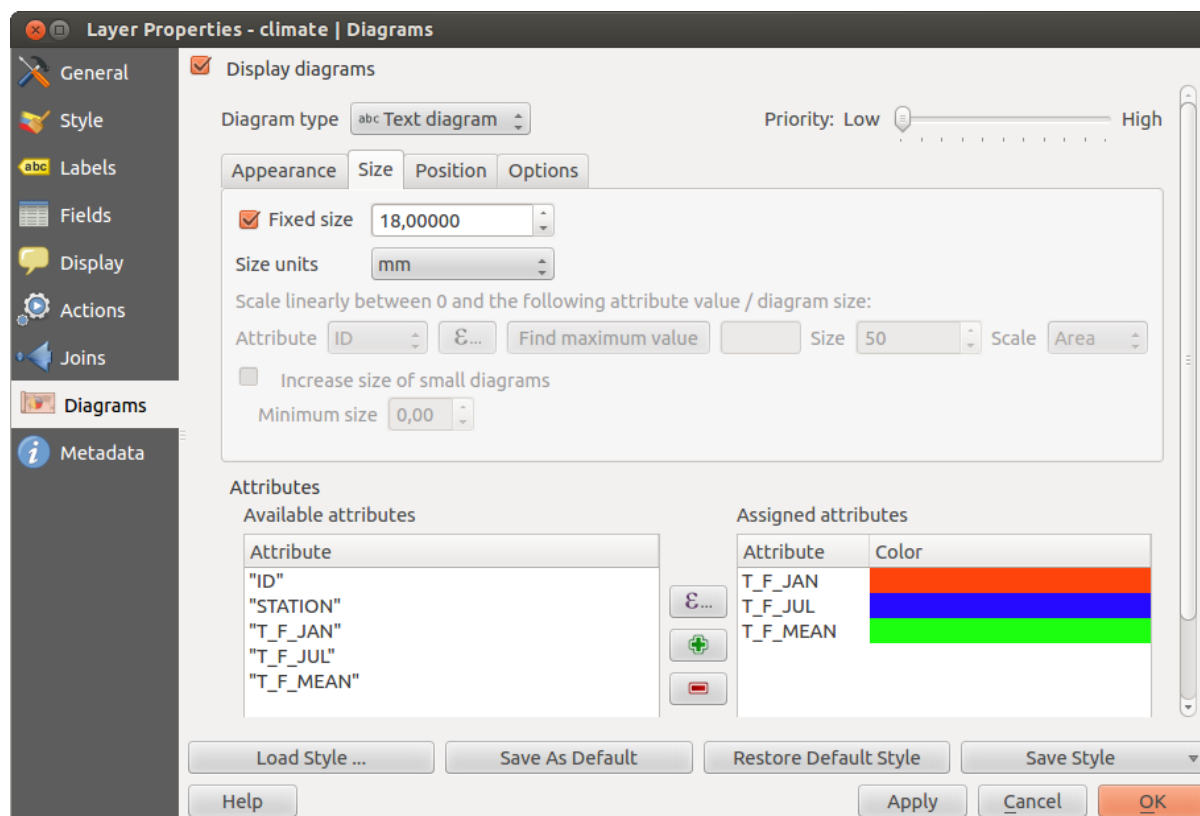 Layer Properties - climate | Diagrams
General
Style
abc Labels
Fields
Display
Actions
Joins
Diagrams
i Metadata
Display diagrams
Diagram type abc Text diagram Priority: Low High
Appearance Size Position Options
Fixed size 18,00000
Size units mm
Scale linearly between 0 and the following attribute value / diagram size:
Attribute ID ε... Find maximum value Size 50 Scale Area
Increase size of small diagrams
Minimum size 0,00
Attributes
Available attributes
Attribute
"ID"
"STATION"
"T_F_JAN"
"T_F_JUL"
"T_F_MEAN"
ε...
Assigned attributes
Attribute Color
T_F_JAN
T_F_JUL
T_F_MEAN
Load Style ... Save As Default Restore Default Style Save Style
Help Apply Cancel OK